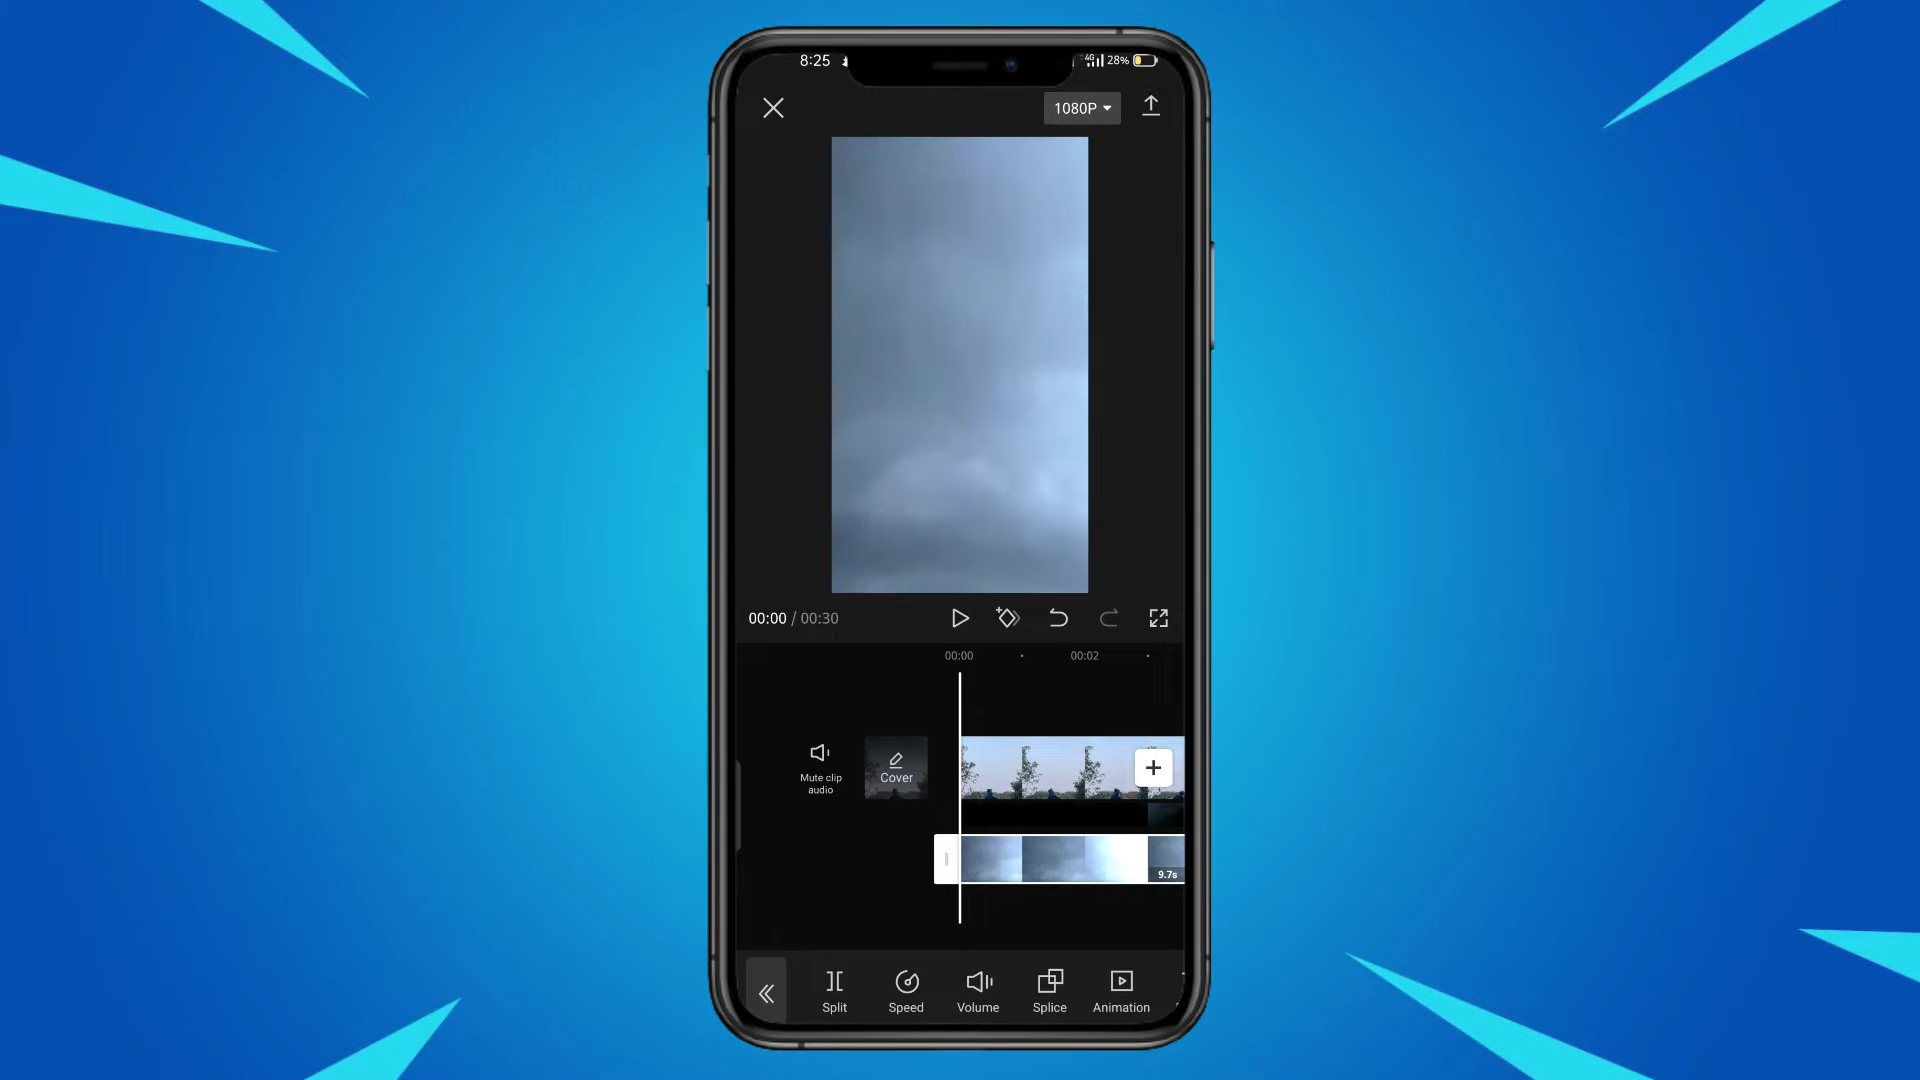 8:25 4G 28%
1080P
00:00 / 00:30
00:00 00:02
Mute clip
audio
Cover
9.7s
Split Speed Volume Splice Animation